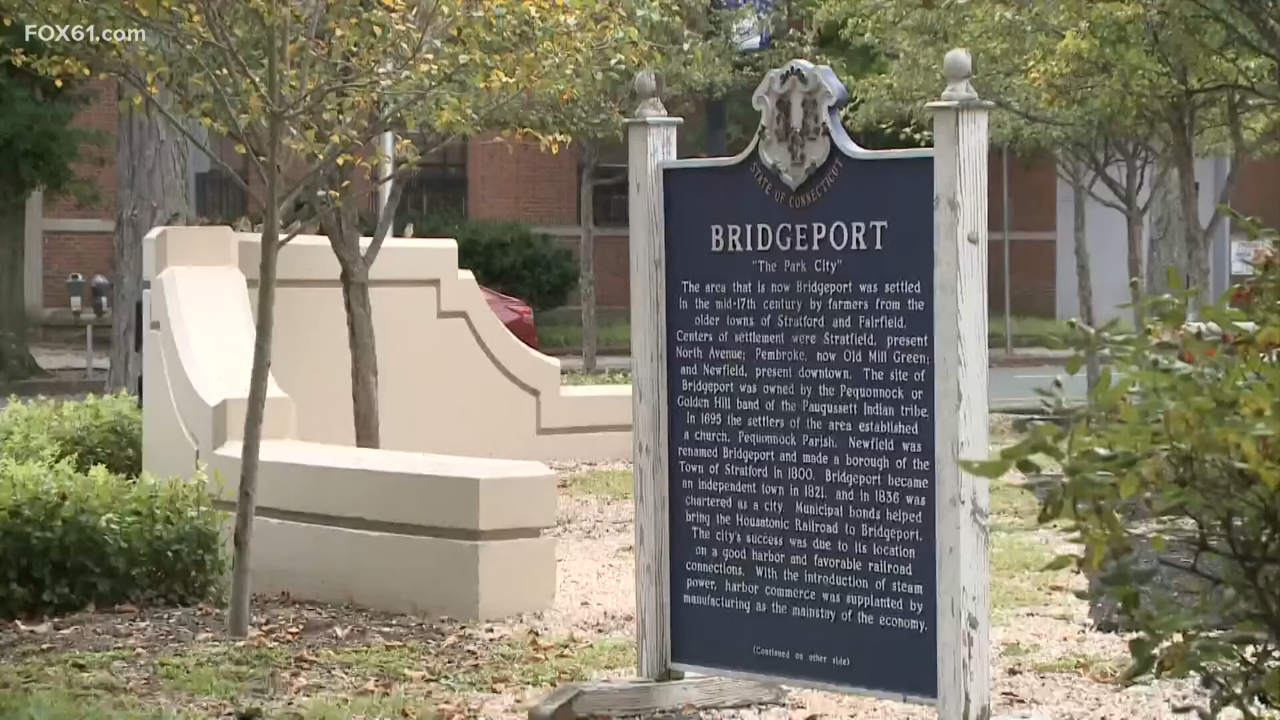 FOX61.com
STATE OF CONNECTICUT
BRIDGEPORT
"The Park City"
The area that is now Bridgeport was settled
in the mid-17th century by farmers from the
older towns of Stratford and Fairfield.
Centers of settlement were Stratfield, present
North Avenue; Pembroke, now Old Mill Green;
and Newfield, present downtown. The site of
Bridgeport was owned by the Pequonnock or
Golden Hill band of the Paugussett Indian tribe.
In 1695 the settlers of the area established
a church, Pequonnock Parish. Newfield was
renamed Bridgeport and made a borough of the
Town of Stratford in 1800. Bridgeport became
an independent town in 1821, and in 1836 was
chartered as a city. Municipal bonds helped
bring the Housatonic Railroad to Bridgeport.
The city's success was due to its location
on a good harbor and favorable railroad
connections. With the introduction of steam
power, harbor commerce was supplanted by
manufacturing as the mainstay of the economy.
(Continued on other side)